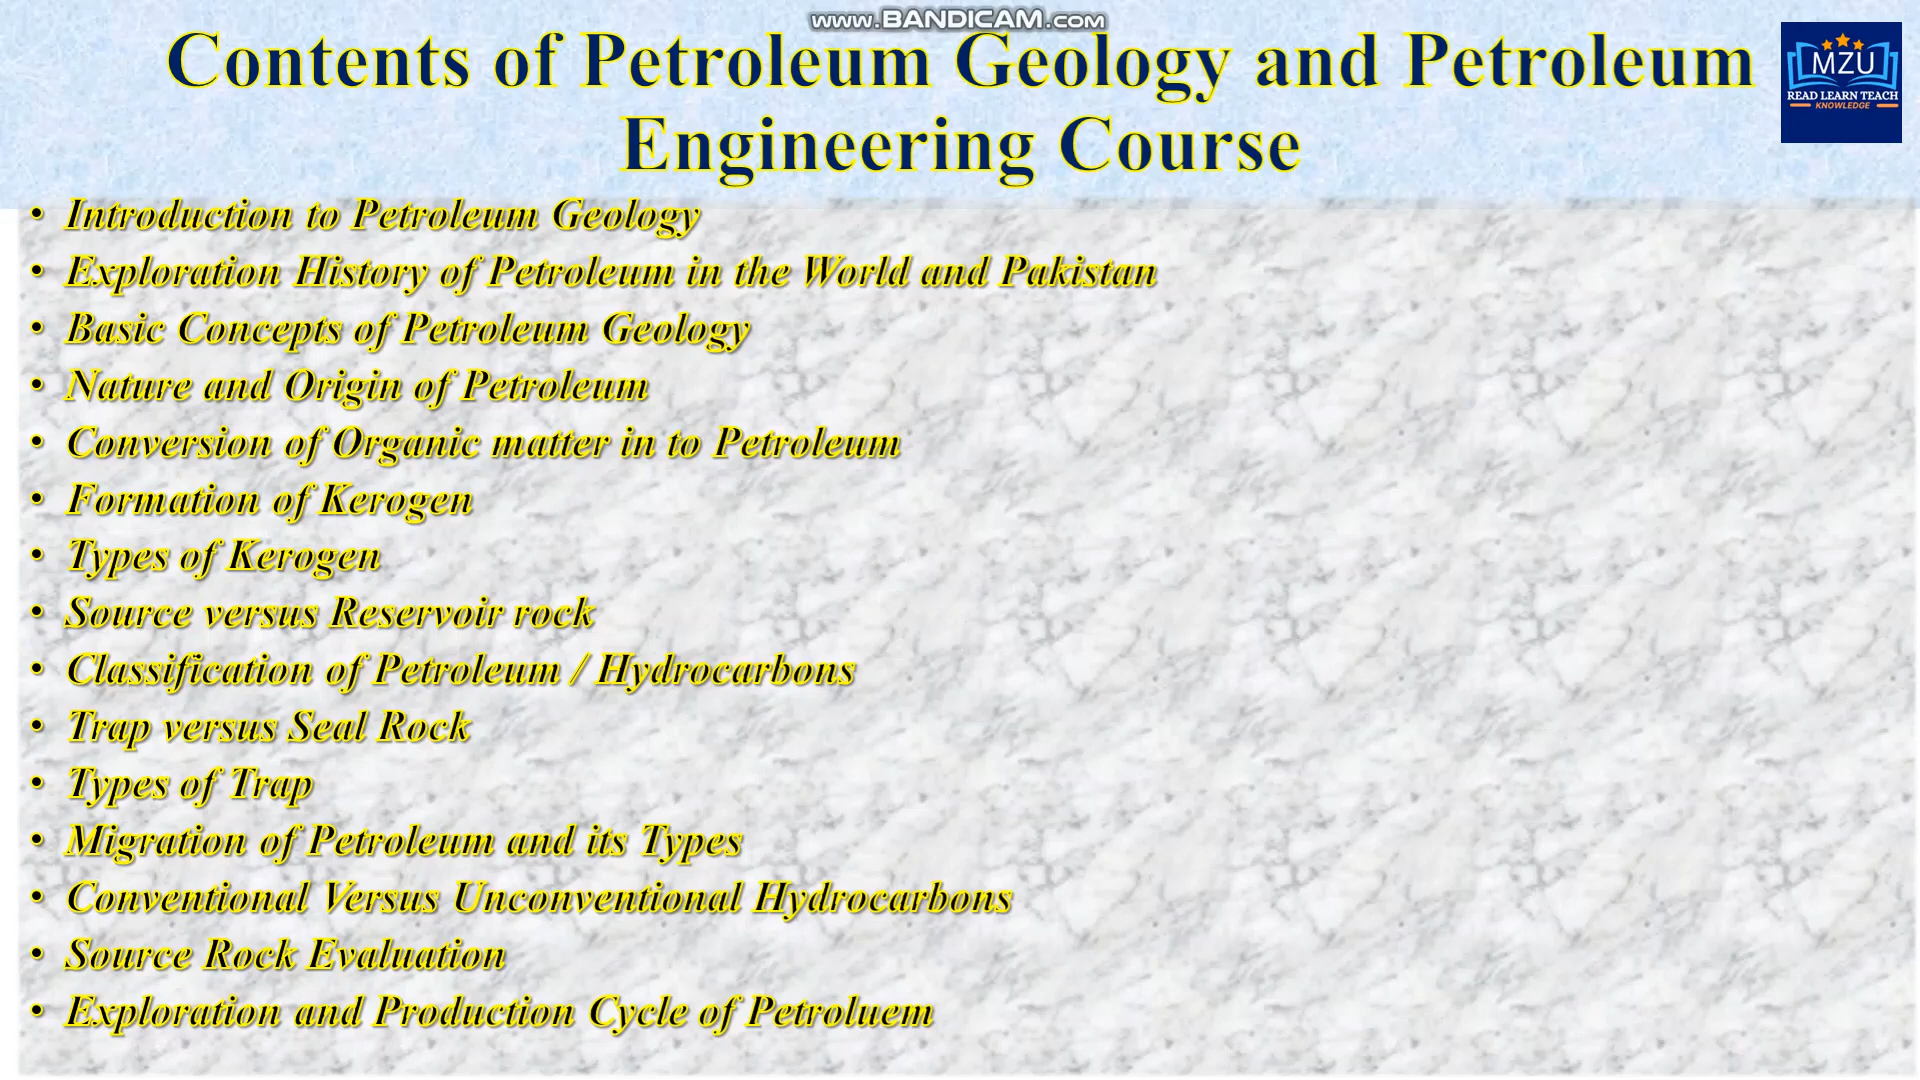 www.BANDICAM.com
Contents of Petroleum Geology and Petroleum
Engineering Course
MZU
READ LEARN TEACH
KNOWLEDGE
• Introduction to Petroleum Geology
• Exploration History of Petroleum in the World and Pakistan
• Basic Concepts of Petroleum Geology
• Nature and Origin of Petroleum
• Conversion of Organic matter in to Petroleum
• Formation of Kerogen
• Types of Kerogen
• Source versus Reservoir rock
• Classification of Petroleum / Hydrocarbons
• Trap versus Seal Rock
• Types of Trap
• Migration of Petroleum and its Types
• Conventional Versus Unconventional Hydrocarbons
• Source Rock Evaluation
• Exploration and Production Cycle of Petroluem